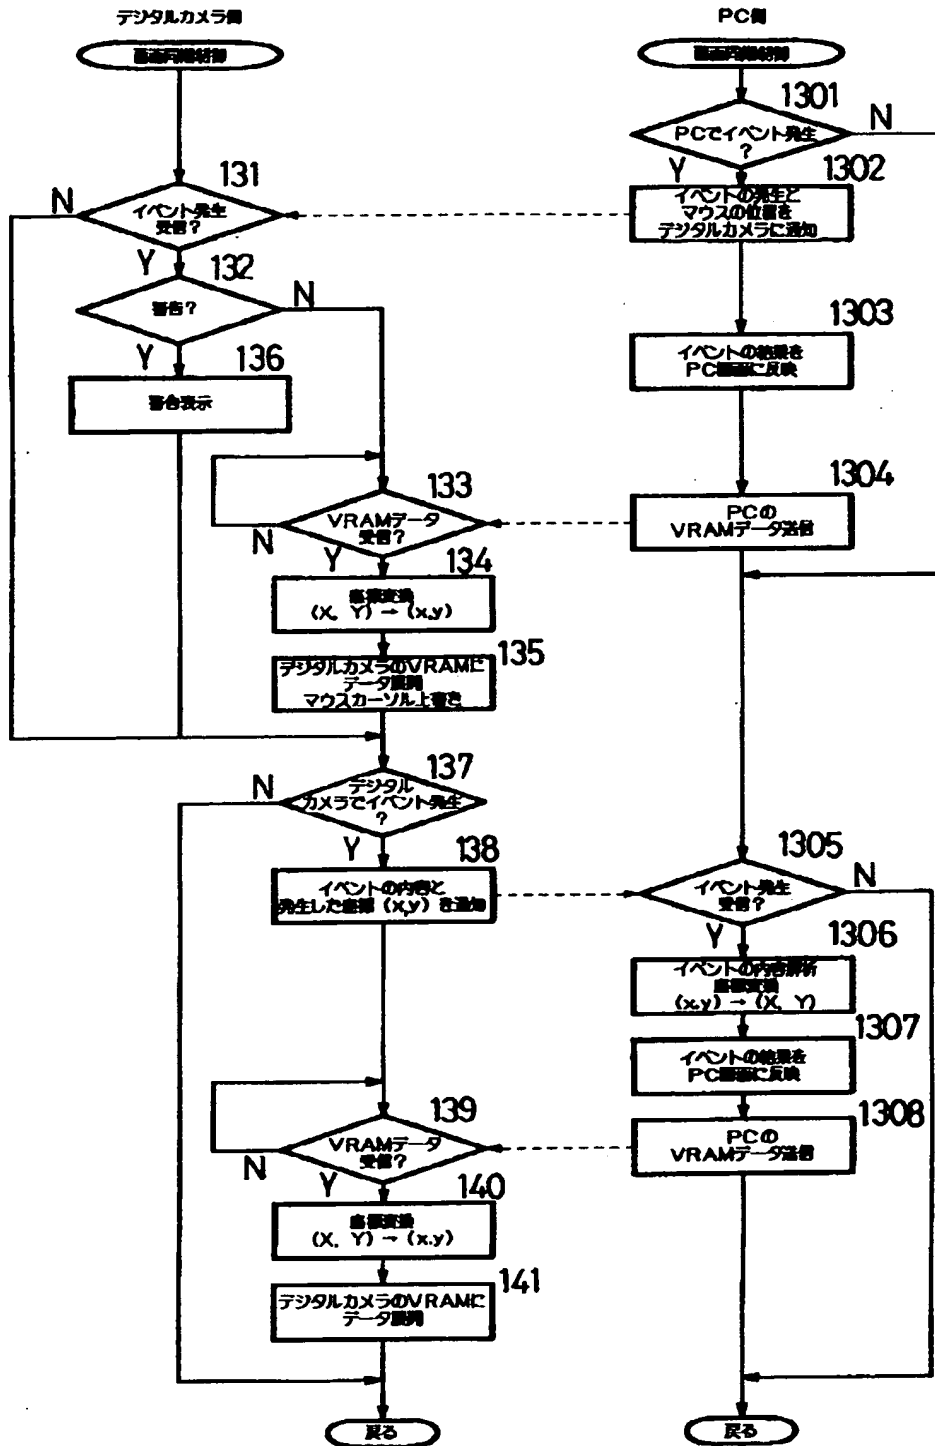 デジタルカメラ側
PC側
1301
PCでイベント発生
?
N
Y
1302
イベントの発生と
マウスの位置を
デジタルカメラに通知
131
イベント発生
受信?
N
Y
132
警告?
N
Y
136
警告表示
1303
イベントの結果を
PC画面に反映
133
VRAMデータ
受信?
N
Y
1304
PCの
VRAMデータ送信
134
座標変換
(X, Y) → (x,y)
135
デジタルカメラのVRAMに
データ展開
マウスカーソル上書き
137
デジタル
カメラでイベント発生
?
N
Y
138
イベントの内容と
発生した座標 (x,y) を通知
1305
イベント発生
受信?
N
Y
1306
イベントの内容解析
座標変換
(x,y) → (X, Y)
1307
イベントの結果を
PC画面に反映
139
VRAMデータ
受信?
N
Y
1308
PCの
VRAMデータ送信
140
座標変換
(X, Y) → (x,y)
141
デジタルカメラのVRAMに
データ展開
戻る
戻る